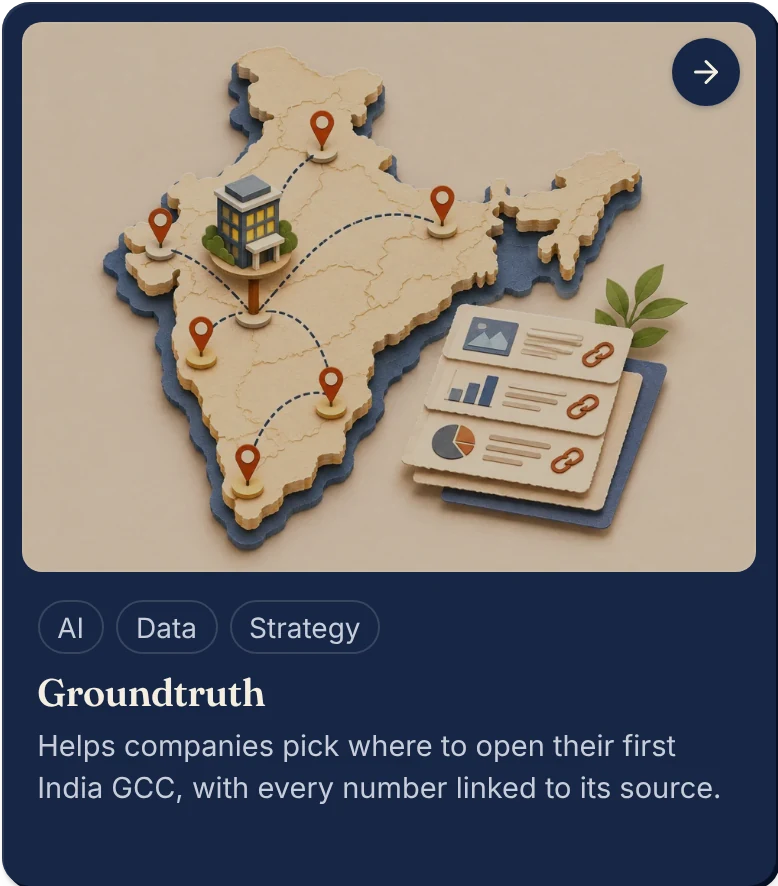 AI
Data
Strategy
Groundtruth
Helps companies pick where to open their first
India GCC, with every number linked to its source.